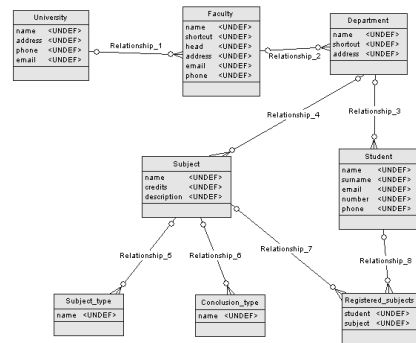 University
name <UNDEF>
address <UNDEF>
phone <UNDEF>
email <UNDEF>
Relationship_1
Faculty
name <UNDEF>
shortcut <UNDEF>
head <UNDEF>
address <UNDEF>
email <UNDEF>
phone <UNDEF>
Relationship_2
Department
name <UNDEF>
shortcut <UNDEF>
address <UNDEF>
Relationship_4
Relationship_3
Subject
name <UNDEF>
credits <UNDEF>
description <UNDEF>
Student
name <UNDEF>
surname <UNDEF>
email <UNDEF>
number <UNDEF>
phone <UNDEF>
Relationship_5
Relationship_6
Relationship_7
Relationship_8
Subject_type
name <UNDEF>
Conclusion_type
name <UNDEF>
Registered_subjects
student <UNDEF>
subject <UNDEF>